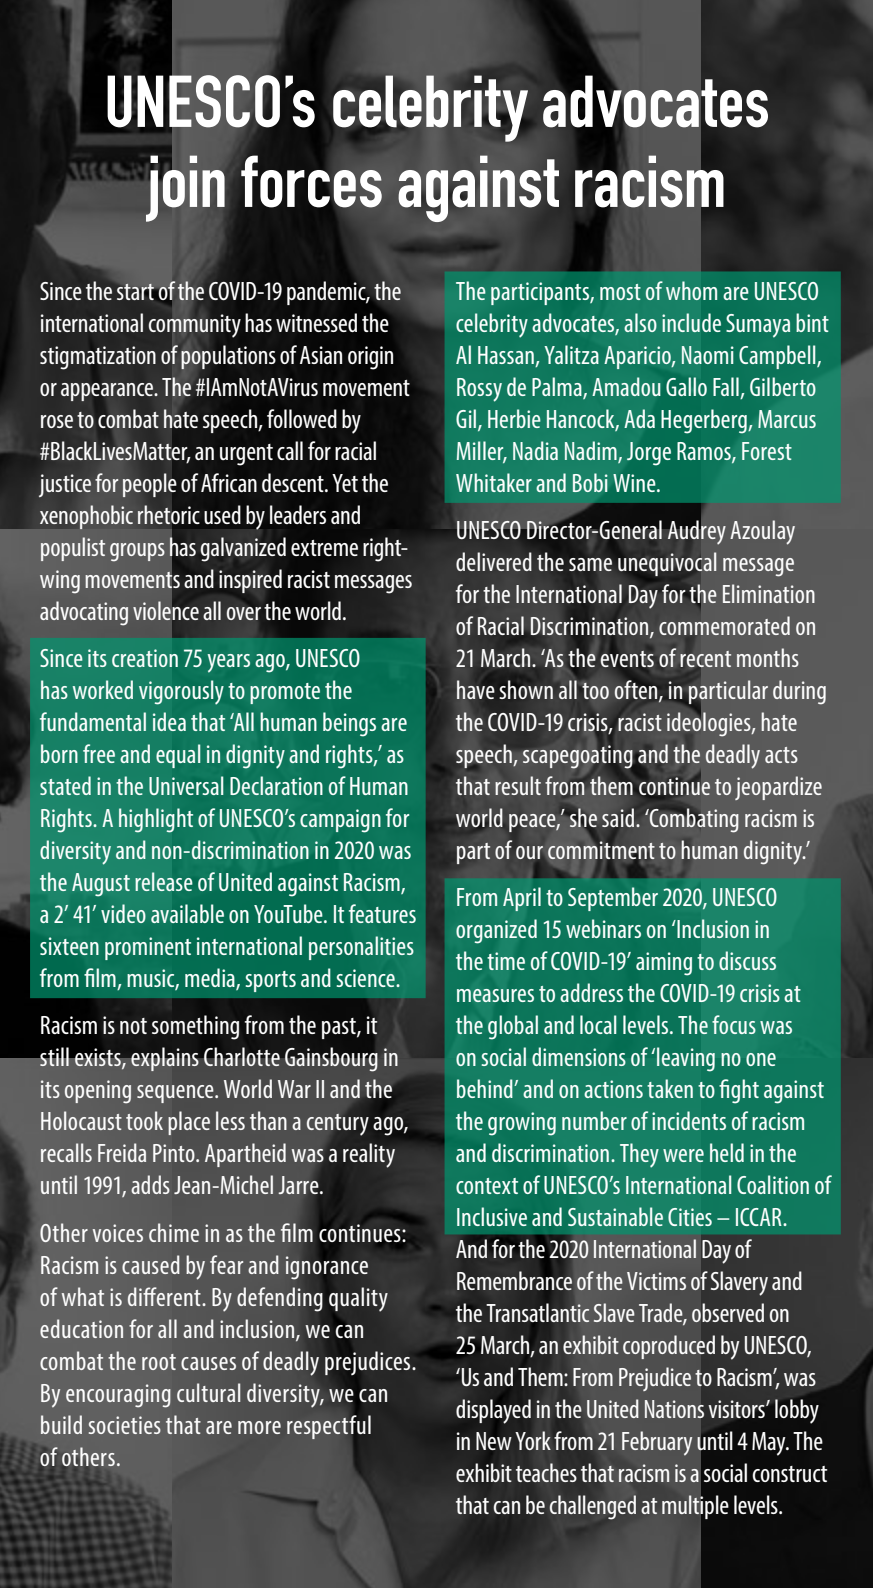 UNESCO’s celebrity advocates
join forces against racism
Since the start of the COVID-19 pandemic, the
international community has witnessed the
stigmatization of populations of Asian origin
or appearance. The #IAmNotAVirus movement
rose to combat hate speech, followed by
#BlackLivesMatter, an urgent call for racial
justice for people of African descent. Yet the
xenophobic rhetoric used by leaders and
populist groups has galvanized extreme right-
wing movements and inspired racist messages
advocating violence all over the world.
Since its creation 75 years ago, UNESCO
has worked vigorously to promote the
fundamental idea that ‘All human beings are
born free and equal in dignity and rights,’ as
stated in the Universal Declaration of Human
Rights. A highlight of UNESCO’s campaign for
diversity and non-discrimination in 2020 was
the August release of United against Racism,
a 2’ 41’ video available on YouTube. It features
sixteen prominent international personalities
from film, music, media, sports and science.
Racism is not something from the past, it
still exists, explains Charlotte Gainsbourg in
its opening sequence. World War II and the
Holocaust took place less than a century ago,
recalls Freida Pinto. Apartheid was a reality
until 1991, adds Jean-Michel Jarre.
Other voices chime in as the film continues:
Racism is caused by fear and ignorance
of what is different. By defending quality
education for all and inclusion, we can
combat the root causes of deadly prejudices.
By encouraging cultural diversity, we can
build societies that are more respectful
of others.
The participants, most of whom are UNESCO
celebrity advocates, also include Sumaya bint
Al Hassan, Yalitza Aparicio, Naomi Campbell,
Rossy de Palma, Amadou Gallo Fall, Gilberto
Gil, Herbie Hancock, Ada Hegerberg, Marcus
Miller, Nadia Nadim, Jorge Ramos, Forest
Whitaker and Bobi Wine.
UNESCO Director-General Audrey Azoulay
delivered the same unequivocal message
for the International Day for the Elimination
of Racial Discrimination, commemorated on
21 March. ‘As the events of recent months
have shown all too often, in particular during
the COVID-19 crisis, racist ideologies, hate
speech, scapegoating and the deadly acts
that result from them continue to jeopardize
world peace,’ she said. ‘Combating racism is
part of our commitment to human dignity.’
From April to September 2020, UNESCO
organized 15 webinars on ‘Inclusion in
the time of COVID-19’ aiming to discuss
measures to address the COVID-19 crisis at
the global and local levels. The focus was
on social dimensions of ‘leaving no one
behind’ and on actions taken to fight against
the growing number of incidents of racism
and discrimination. They were held in the
context of UNESCO’s International Coalition of
Inclusive and Sustainable Cities – ICCAR.
And for the 2020 International Day of
Remembrance of the Victims of Slavery and
the Transatlantic Slave Trade, observed on
25 March, an exhibit coproduced by UNESCO,
‘Us and Them: From Prejudice to Racism’, was
displayed in the United Nations visitors’ lobby
in New York from 21 February until 4 May. The
exhibit teaches that racism is a social construct
that can be challenged at multiple levels.